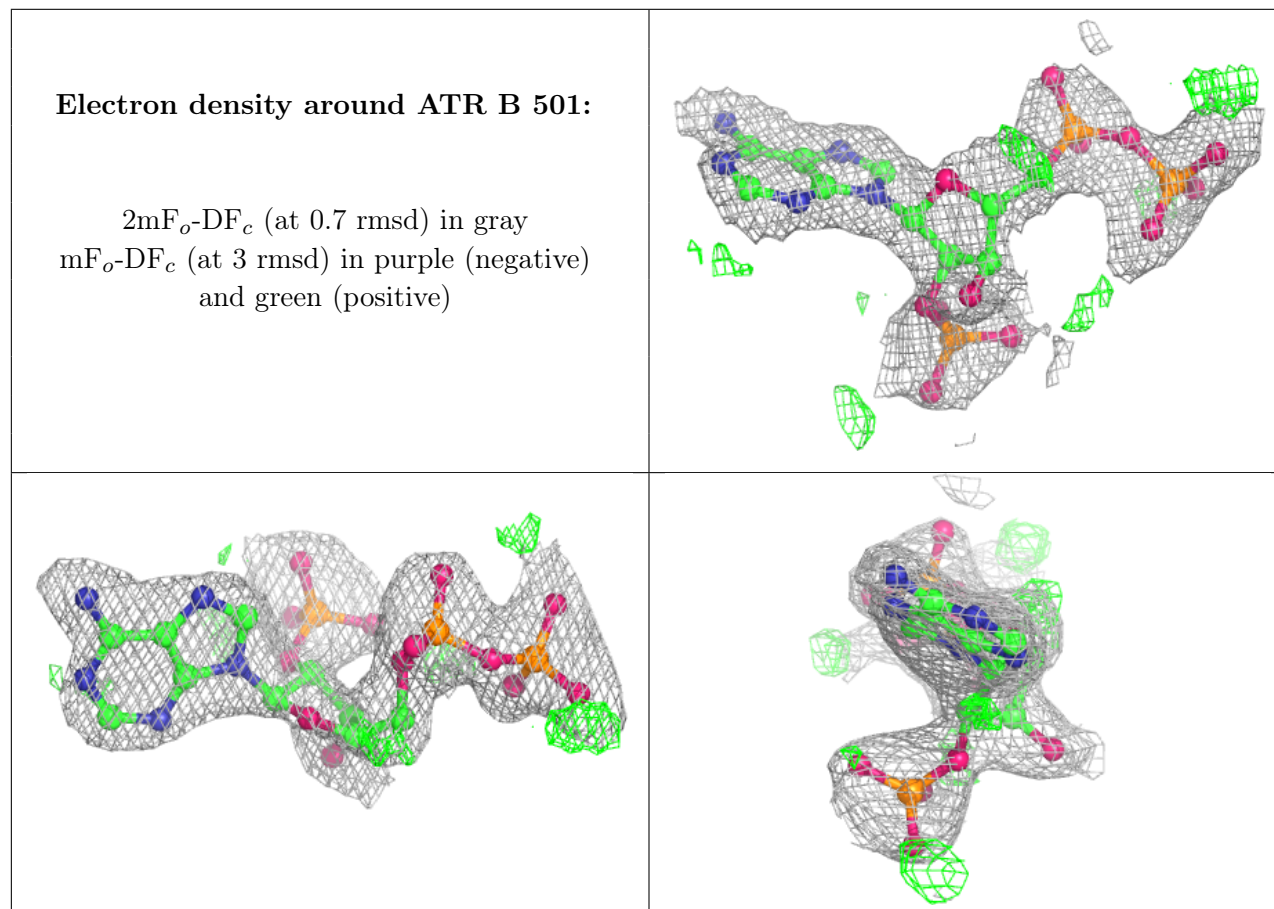 Electron density around ATR B 501:
2mFo-DFc (at 0.7 rmsd) in gray
mFo-DFc (at 3 rmsd) in purple (negative)
and green (positive)